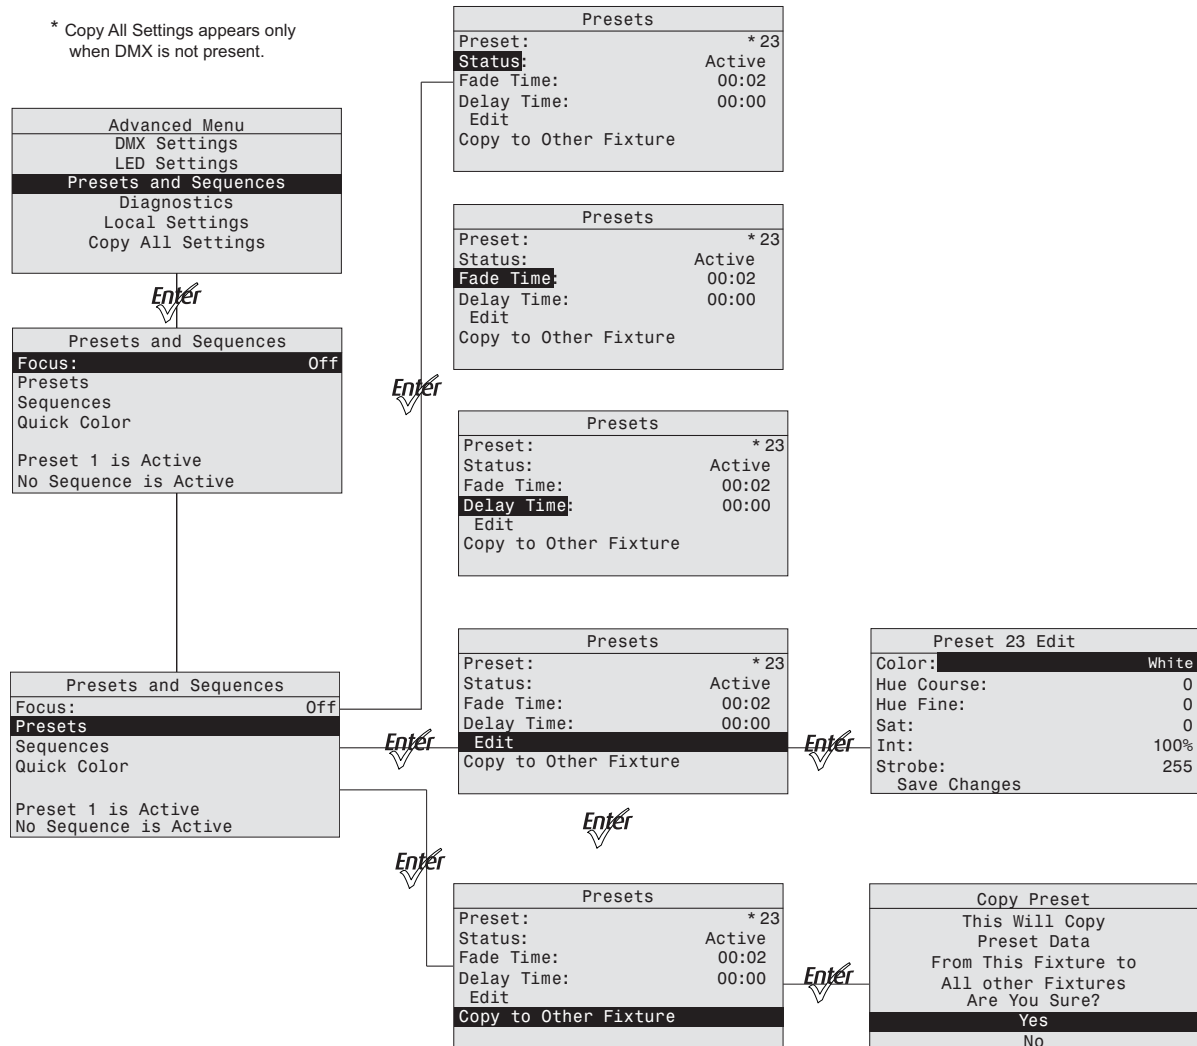 * Copy All Settings appears only
when DMX is not present.
Advanced Menu
DMX Settings
LED Settings
Presets and Sequences
Diagnostics
Local Settings
Copy All Settings
Enter
Presets and Sequences
Focus: Off
Presets
Sequences
Quick Color
Preset 1 is Active
No Sequence is Active
Presets and Sequences
Focus: Off
Presets
Sequences
Quick Color
Preset 1 is Active
No Sequence is Active
Enter
Presets
Preset: * 23
Status: Active
Fade Time: 00:02
Delay Time: 00:00
Edit
Copy to Other Fixture
Presets
Preset: * 23
Status: Active
Fade Time: 00:02
Delay Time: 00:00
Edit
Copy to Other Fixture
Presets
Preset: * 23
Status: Active
Fade Time: 00:02
Delay Time: 00:00
Edit
Copy to Other Fixture
Enter
Presets
Preset: * 23
Status: Active
Fade Time: 00:02
Delay Time: 00:00
Edit
Copy to Other Fixture
Enter
Preset 23 Edit
Color: White
Hue Course: 0
Hue Fine: 0
Sat: 0
Int: 100%
Strobe: 255
Save Changes
Enter
Enter
Presets
Preset: * 23
Status: Active
Fade Time: 00:02
Delay Time: 00:00
Edit
Copy to Other Fixture
Enter
Copy Preset
This Will Copy
Preset Data
From This Fixture to
All other Fixtures
Are You Sure?
Yes
No